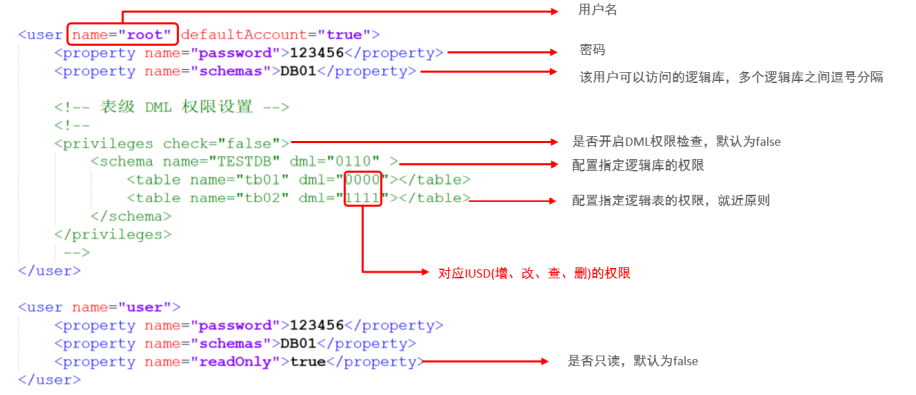 用户名
<user name="root" defaultAccount="true">
<property name="password">123456</property>
密码
<property name="schemas">DB01</property>
该用户可以访问的逻辑库，多个逻辑库之间逗号分隔
<!-- 表级 DML 权限设置 -->
<!--
<privileges check="false">
是否开启DML权限检查，默认为false
<schema name="TESTDB" dml="0110" >
配置指定逻辑库的权限
<table name="tb01" dml="0000"></table>
<table name="tb02" dml="1111"></table>
配置指定逻辑表的权限，就近原则
</schema>
</privileges>
-->
对应IUSD(增、改、查、删)的权限
</user>
<user name="user">
<property name="password">123456</property>
<property name="schemas">DB01</property>
<property name="readOnly">true</property>
是否只读，默认为false
</user>